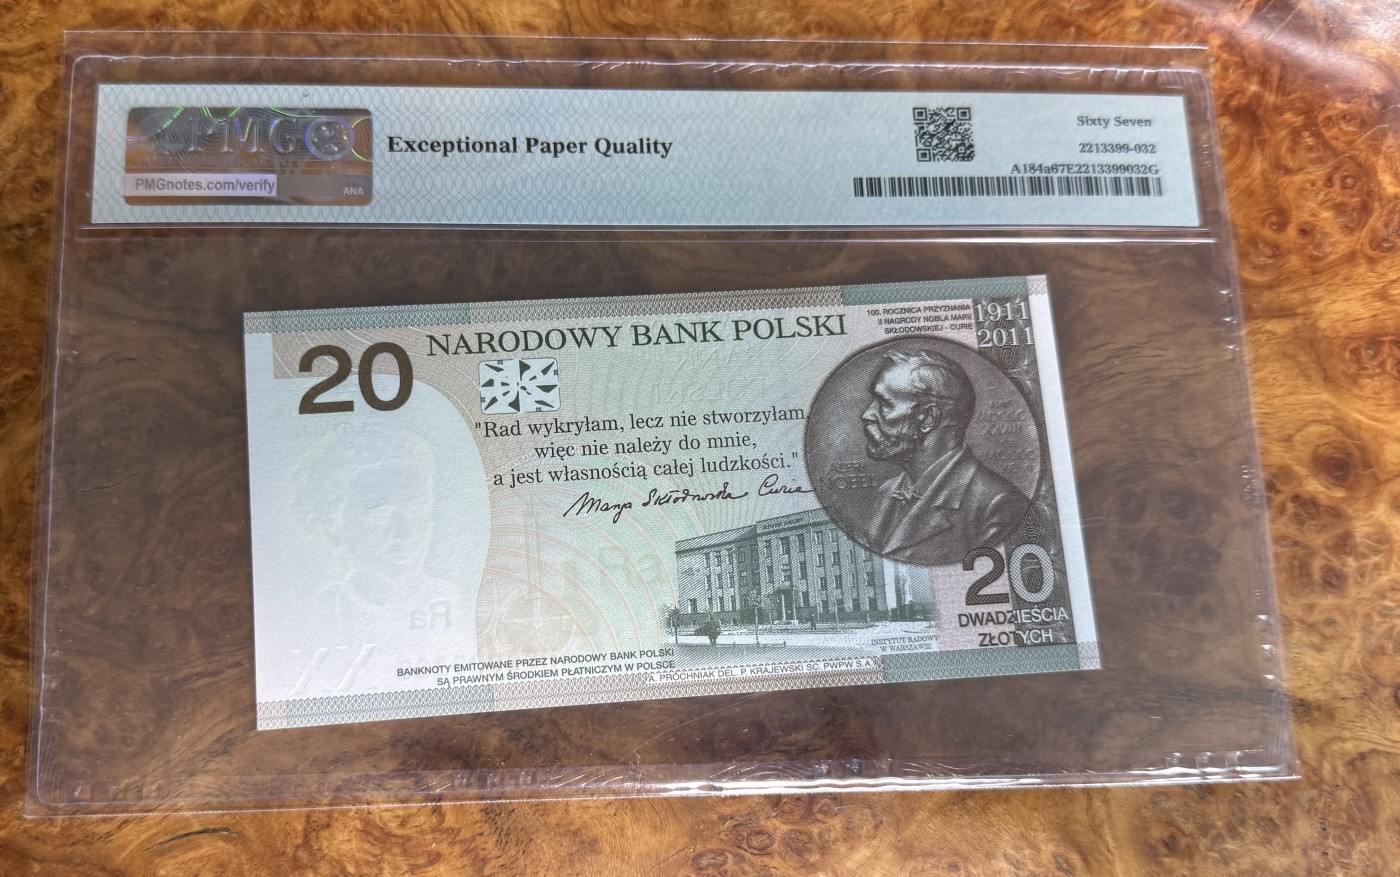 PMG
PMGnotes.com/verify
ANA
Exceptional Paper Quality
Sixty Seven
2213399-032
A184a67E2213399032G
20
NARODOWY BANK POLSKI
100. ROCZNICA PRZYZNANIA
II NAGRODY NOBLA MARII
SKŁODOWSKIEJ - CURIE
1911
2011
"Rad wykryłam, lecz nie stworzyłam,
więc nie należy do mnie,
a jest własnością całej ludzkości."
Marya Skłodowska Curie
ALFR.
NOBEL
Ra
INSTYTUT RADOWY
W WARSZAWIE
20
DWADZIEŚCIA
ZŁOTYCH
BANKNOTY EMITOWANE PRZEZ NARODOWY BANK POLSKI
SĄ PRAWNYM ŚRODKIEM PŁATNICZYM W POLSCE
A. PROCHNIAK DEL. P. KRAJEWSKI SC. PWPW S.A.